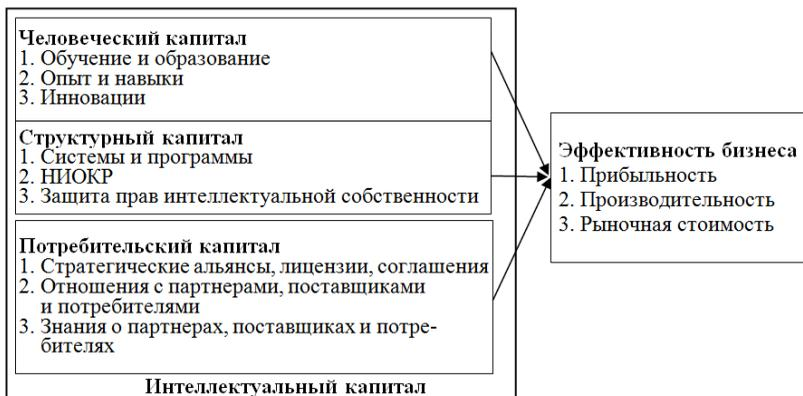 Человеческий капитал
1. Обучение и образование
2. Опыт и навыки
3. Инновации
Структурный капитал
1. Системы и программы
2. НИОКР
3. Защита прав интеллектуальной собственности
Потребительский капитал
1. Стратегические альянсы, лицензии, соглашения
2. Отношения с партнерами, поставщиками
и потребителями
3. Знания о партнерах, поставщиках и потре-
бителях
Интеллектуальный капитал
Эффективность бизнеса
1. Прибыльность
2. Производительность
3. Рыночная стоимость